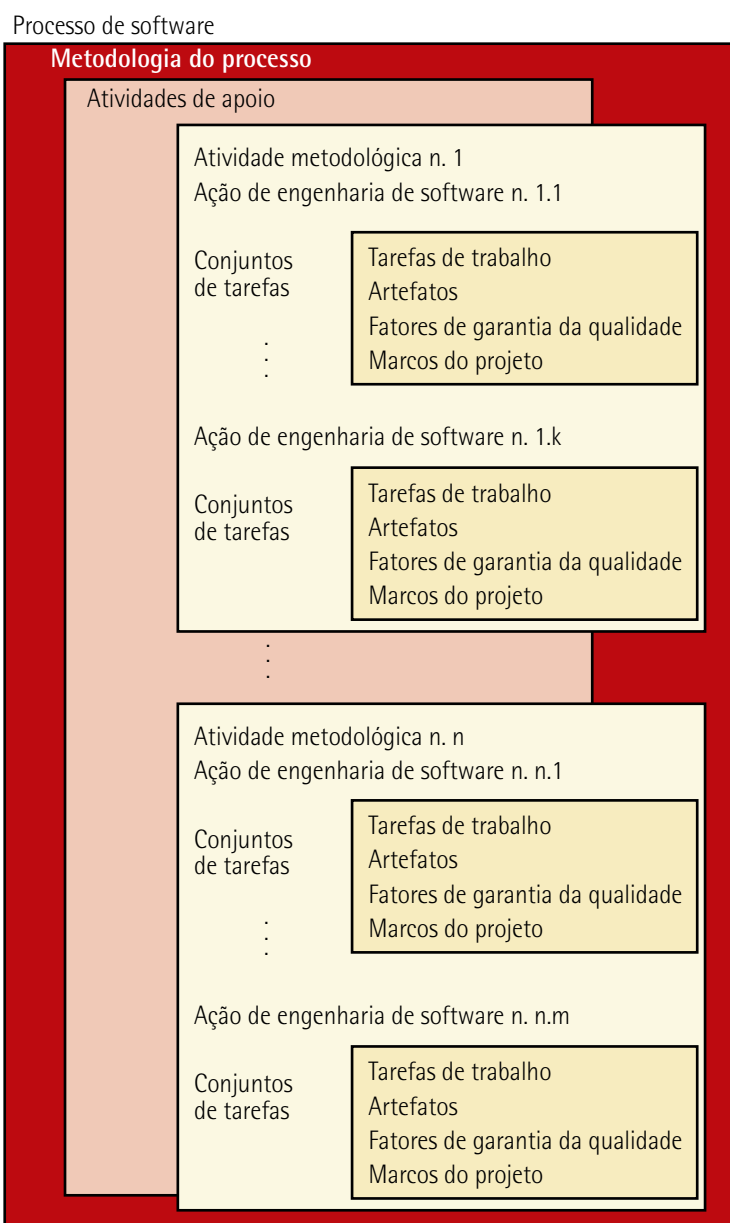 Processo de software
Metodologia do processo
Atividades de apoio
Atividade metodológica n. 1
Ação de engenharia de software n. 1.1
Conjuntos
de tarefas
Tarefas de trabalho
Artefatos
Fatores de garantia da qualidade
Marcos do projeto
Ação de engenharia de software n. 1.k
Conjuntos
de tarefas
Tarefas de trabalho
Artefatos
Fatores de garantia da qualidade
Marcos do projeto
Atividade metodológica n. n
Ação de engenharia de software n. n.1
Conjuntos
de tarefas
Tarefas de trabalho
Artefatos
Fatores de garantia da qualidade
Marcos do projeto
Ação de engenharia de software n. n.m
Conjuntos
de tarefas
Tarefas de trabalho
Artefatos
Fatores de garantia da qualidade
Marcos do projeto